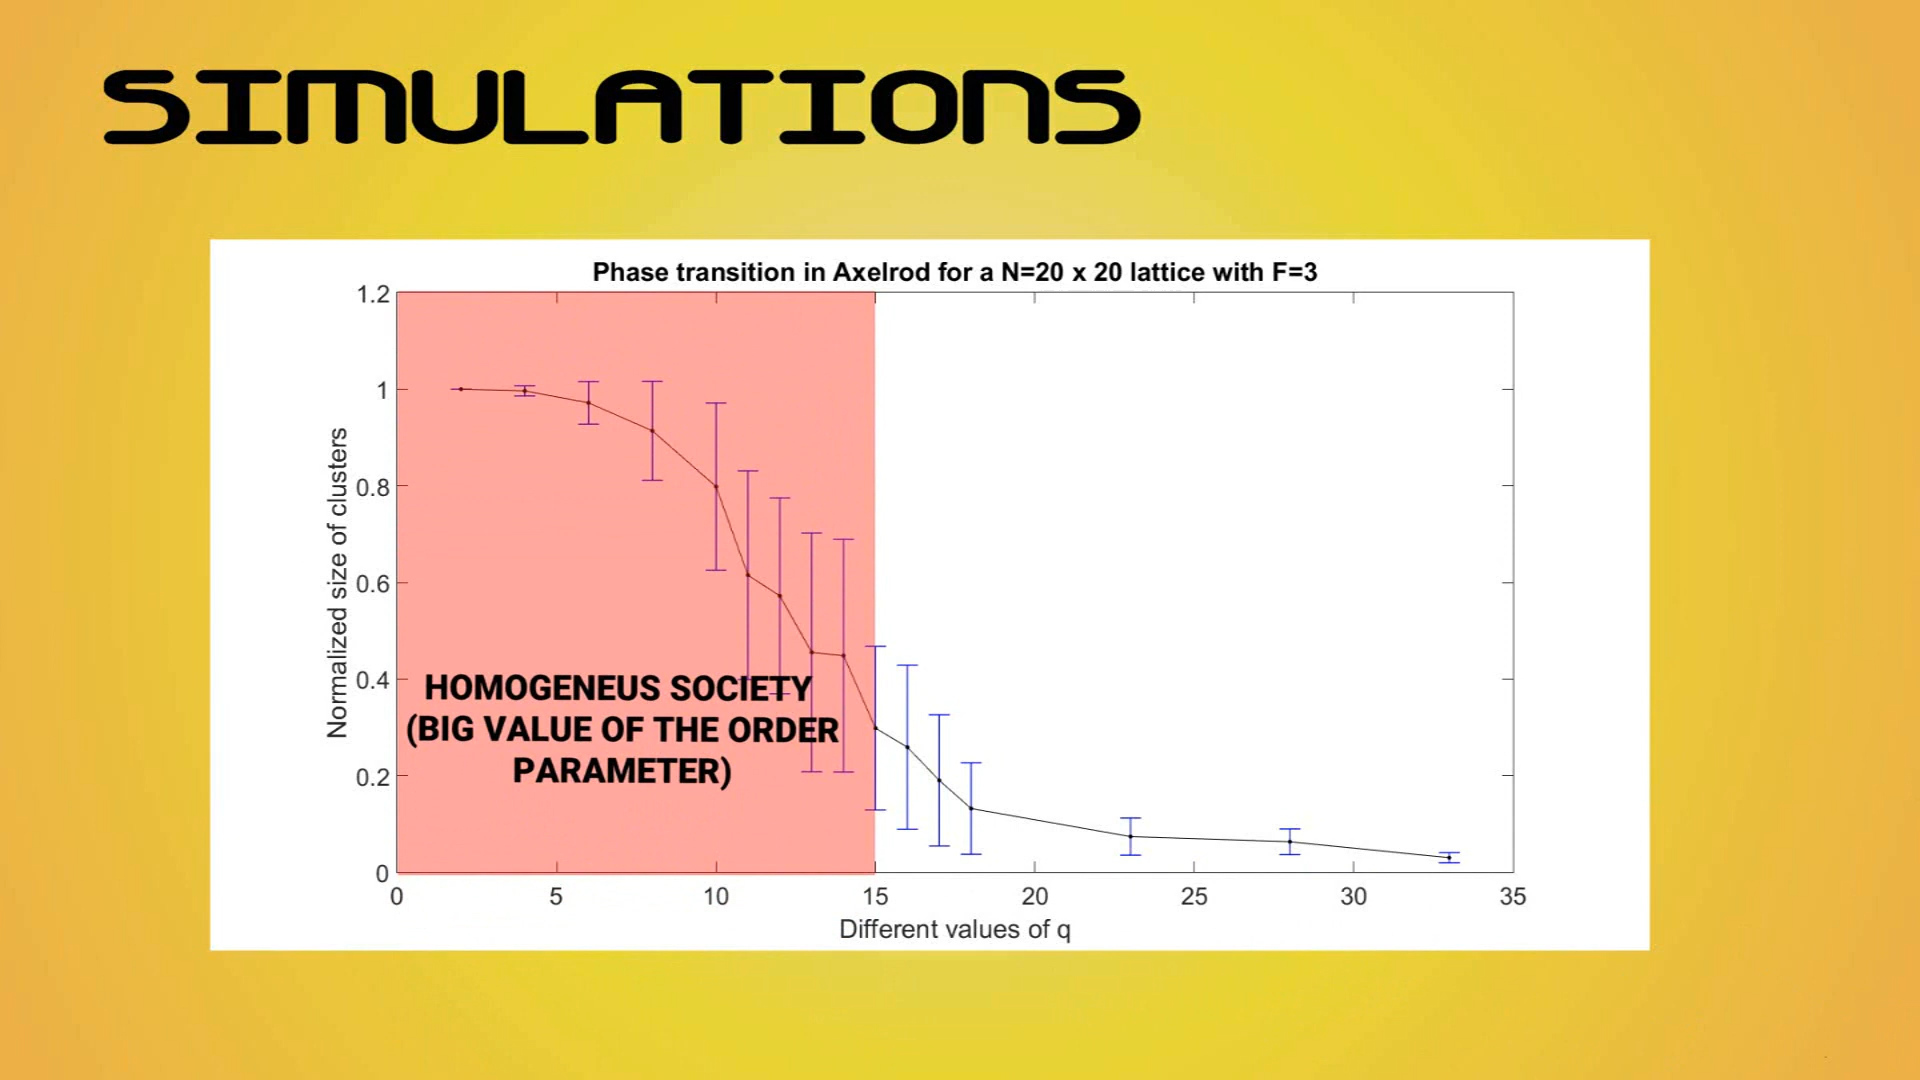 SIMULATIONS
Phase transition in Axelrod for a N=20 x 20 lattice with F=3
1.2
1
0.8
0.6
0.4
0.2
0
Normalized size of clusters
HOMOGENEUS SOCIETY
(BIG VALUE OF THE ORDER
PARAMETER)
0 5 10 15 20 25 30 35
Different values of q